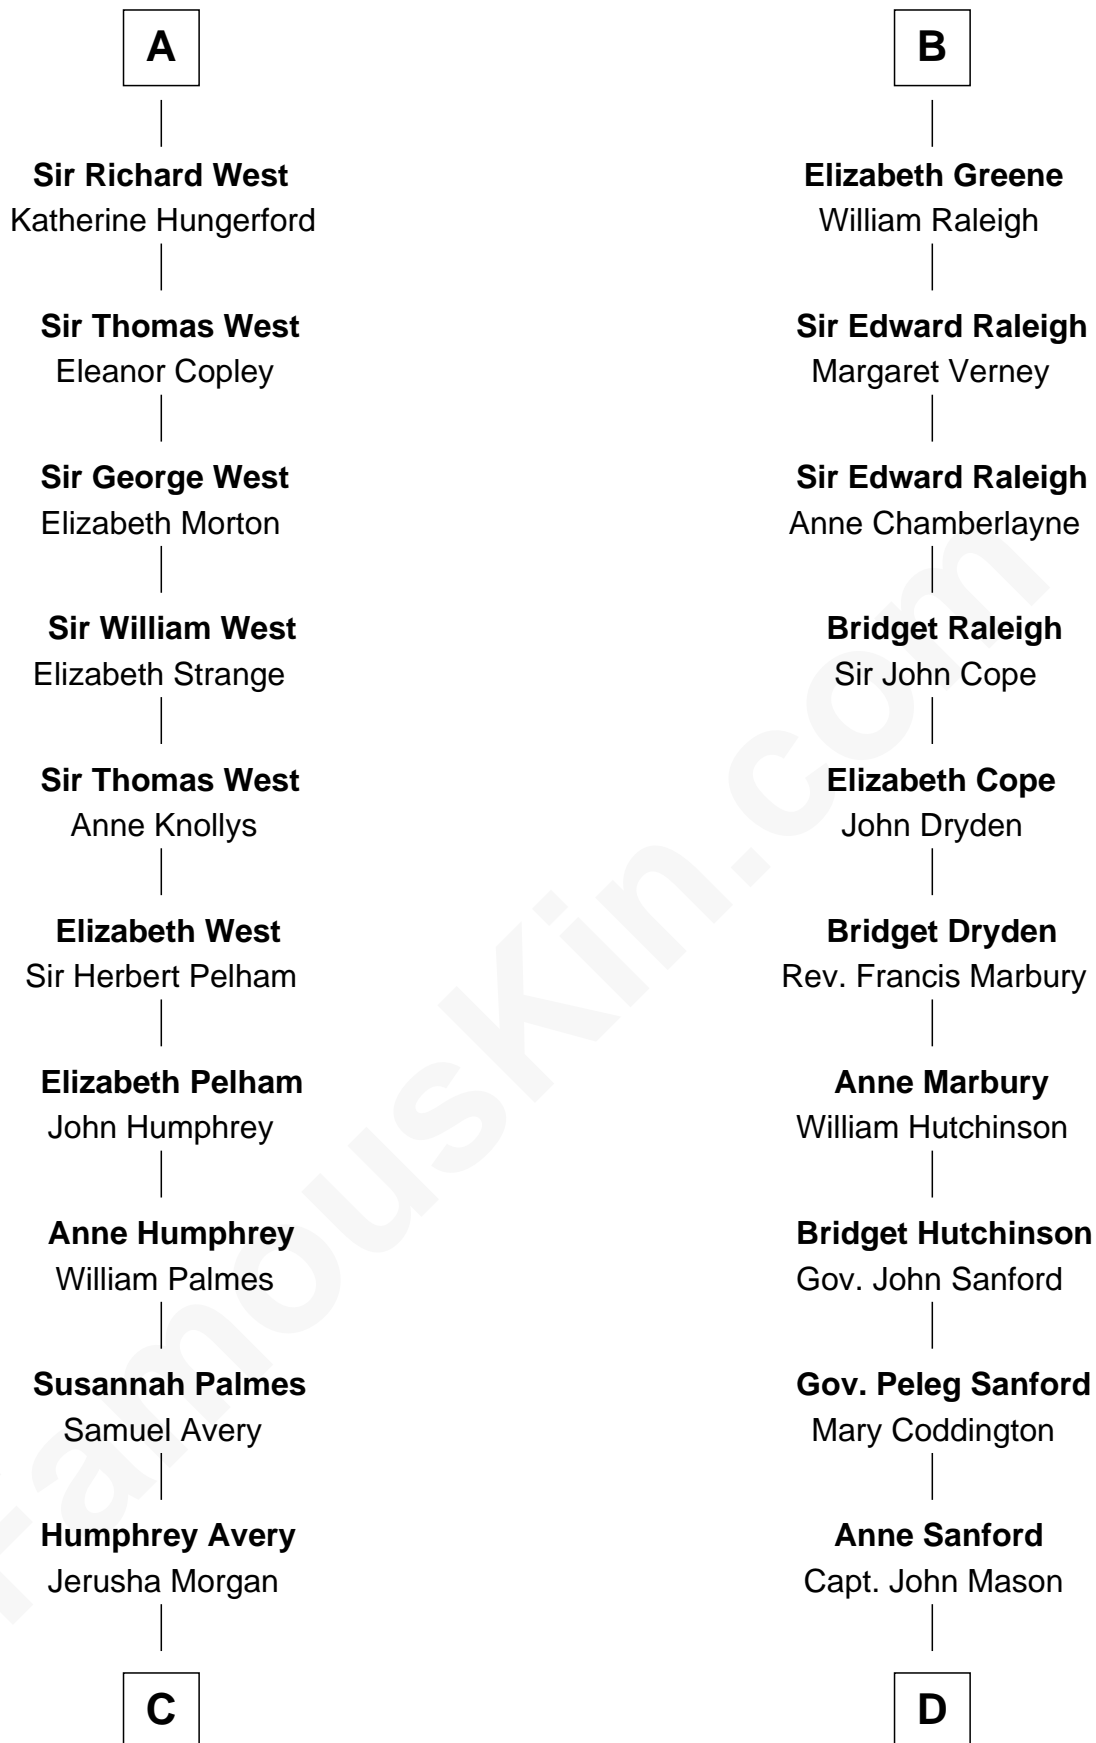 A
Sir Richard West
Katherine Hungerford
Sir Thomas West
Eleanor Copley
Sir George West
Elizabeth Morton
Sir William West
Elizabeth Strange
Sir Thomas West
Anne Knollys
Elizabeth West
Sir Herbert Pelham
Elizabeth Pelham
John Humphrey
Anne Humphrey
William Palmes
Susannah Palmes
Samuel Avery
Humphrey Avery
Jerusha Morgan
C
B
Elizabeth Greene
William Raleigh
Sir Edward Raleigh
Margaret Verney
Sir Edward Raleigh
Anne Chamberlayne
Bridget Raleigh
Sir John Cope
Elizabeth Cope
John Dryden
Bridget Dryden
Rev. Francis Marbury
Anne Marbury
William Hutchinson
Bridget Hutchinson
Gov. John Sanford
Gov. Peleg Sanford
Mary Coddington
Anne Sanford
Capt. John Mason
D
FamousKin.com